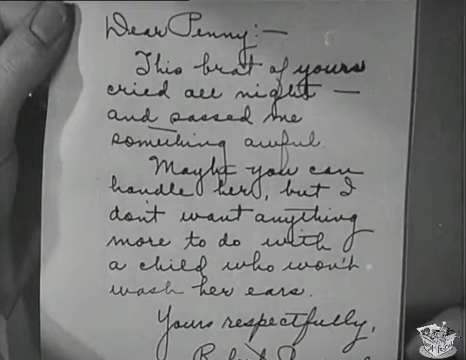 Dear Penny:—
This brat of yours
cried all night —
and sassed me
something awful.
Maybe you can
handle her, but I
don't want anything
more to do with
a child who won't
wash her ears.
Yours respectfully,